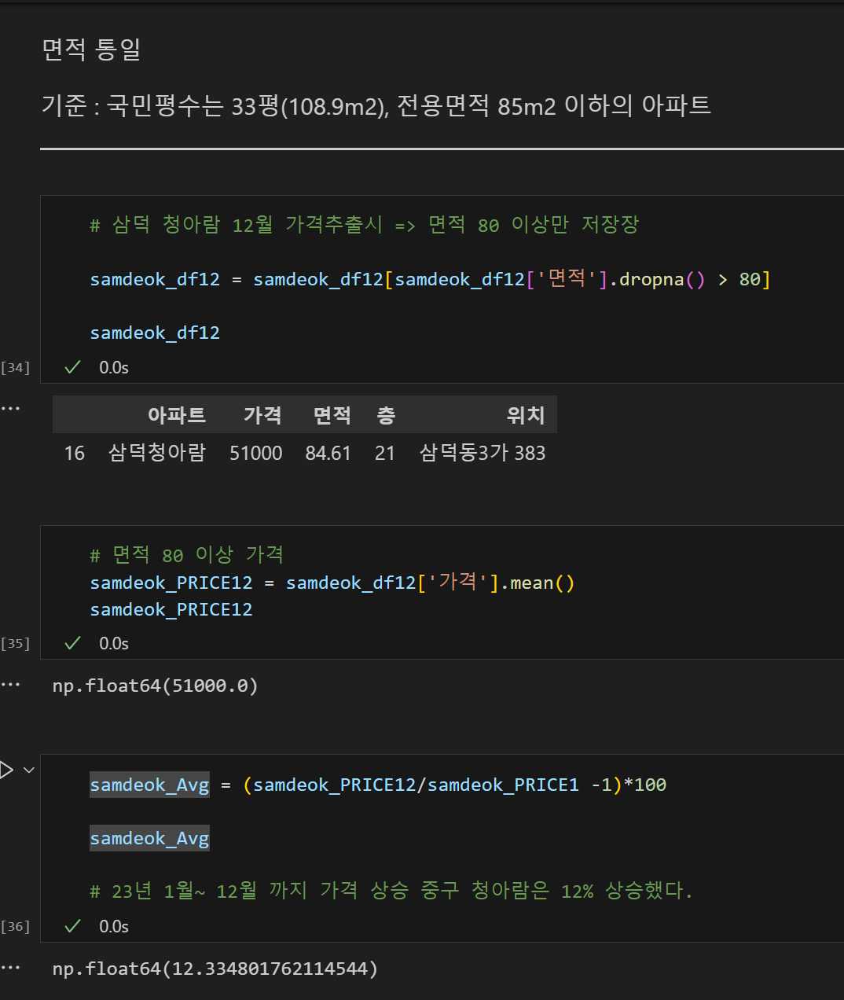 면적 통일
기준 : 국민평수는 33평(108.9m2), 전용면적 85m2 이하의 아파트
# 삼덕 청아람 12월 가격추출시 => 면적 80 이상만 저장장
samdeok_df12 = samdeok_df12[samdeok_df12['면적'].dropna() > 80]
samdeok_df12
[34] 0.0s
아파트 가격 면적 층 위치
16 삼덕청아람 51000 84.61 21 삼덕동3가 383
# 면적 80 이상 가격
samdeok_PRICE12 = samdeok_df12['가격'].mean()
samdeok_PRICE12
[35] 0.0s
np.float64(51000.0)
samdeok_Avg = (samdeok_PRICE12/samdeok_PRICE1 -1)*100
samdeok_Avg
# 23년 1월~ 12월 까지 가격 상승 중구 청아람은 12% 상승했다.
[36] 0.0s
np.float64(12.334801762114544)